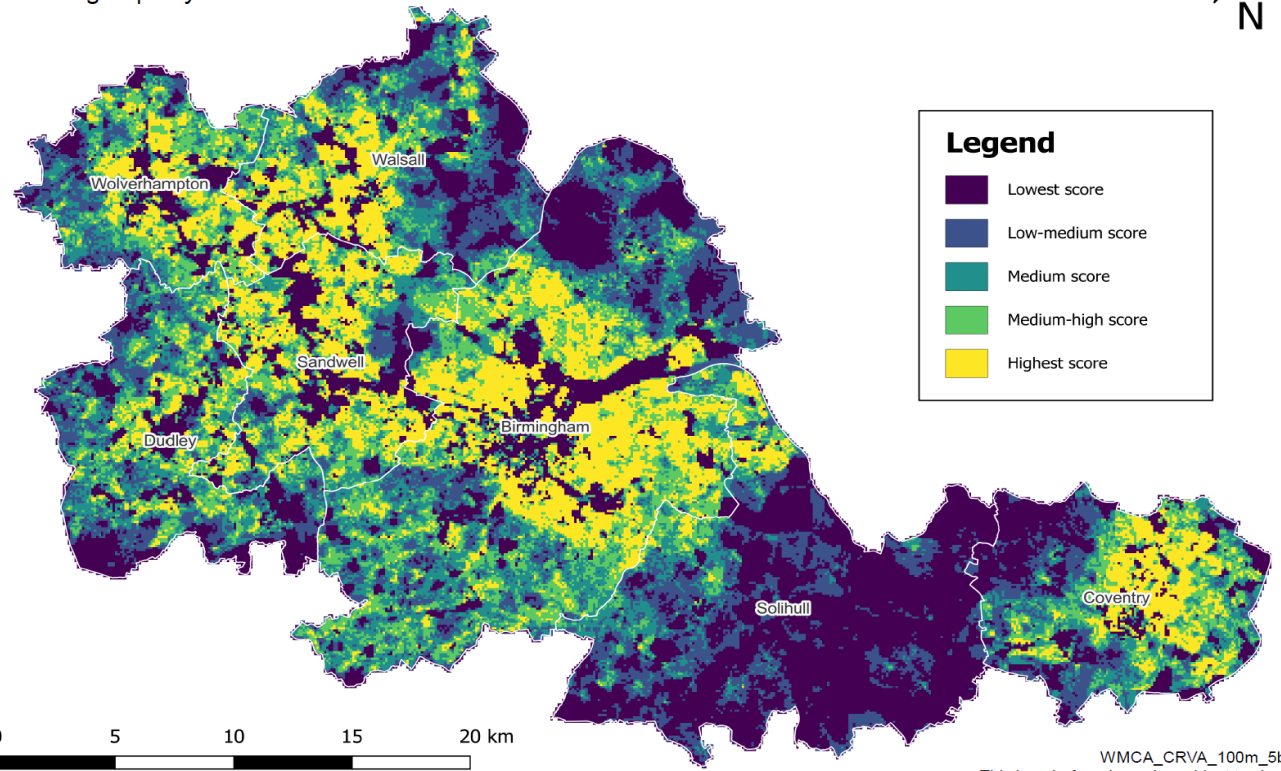 N
Legend
Lowest score
Low-medium score
Medium score
Medium-high score
Highest score
Walsall
Wolverhampton
Sandwell
Birmingham
Dudley
Solihull
Coventry
5 10 15 20 km
WMCA_CRVA_100m_5b